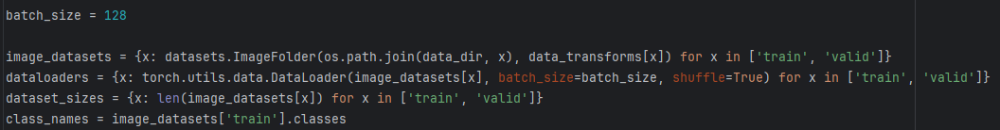 batch_size = 128
image_datasets = {x: datasets.ImageFolder(os.path.join(data_dir, x), data_transforms[x]) for x in ['train', 'valid']}
dataloaders = {x: torch.utils.data.DataLoader(image_datasets[x], batch_size=batch_size, shuffle=True) for x in ['train', 'valid']}
dataset_sizes = {x: len(image_datasets[x]) for x in ['train', 'valid']}
class_names = image_datasets['train'].classes